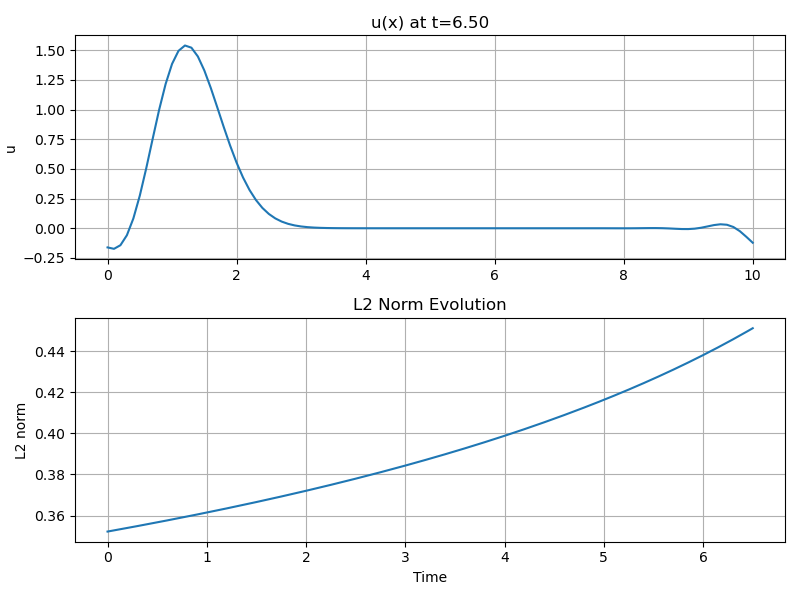 u(x) at t=6.50
1.50
1.25
1.00
0.75
0.50
0.25
0.00
−0.25
u
0 2 4 6 8 10
L2 Norm Evolution
0.44
0.42
0.40
0.38
0.36
L2 norm
0 1 2 3 4 5 6
Time